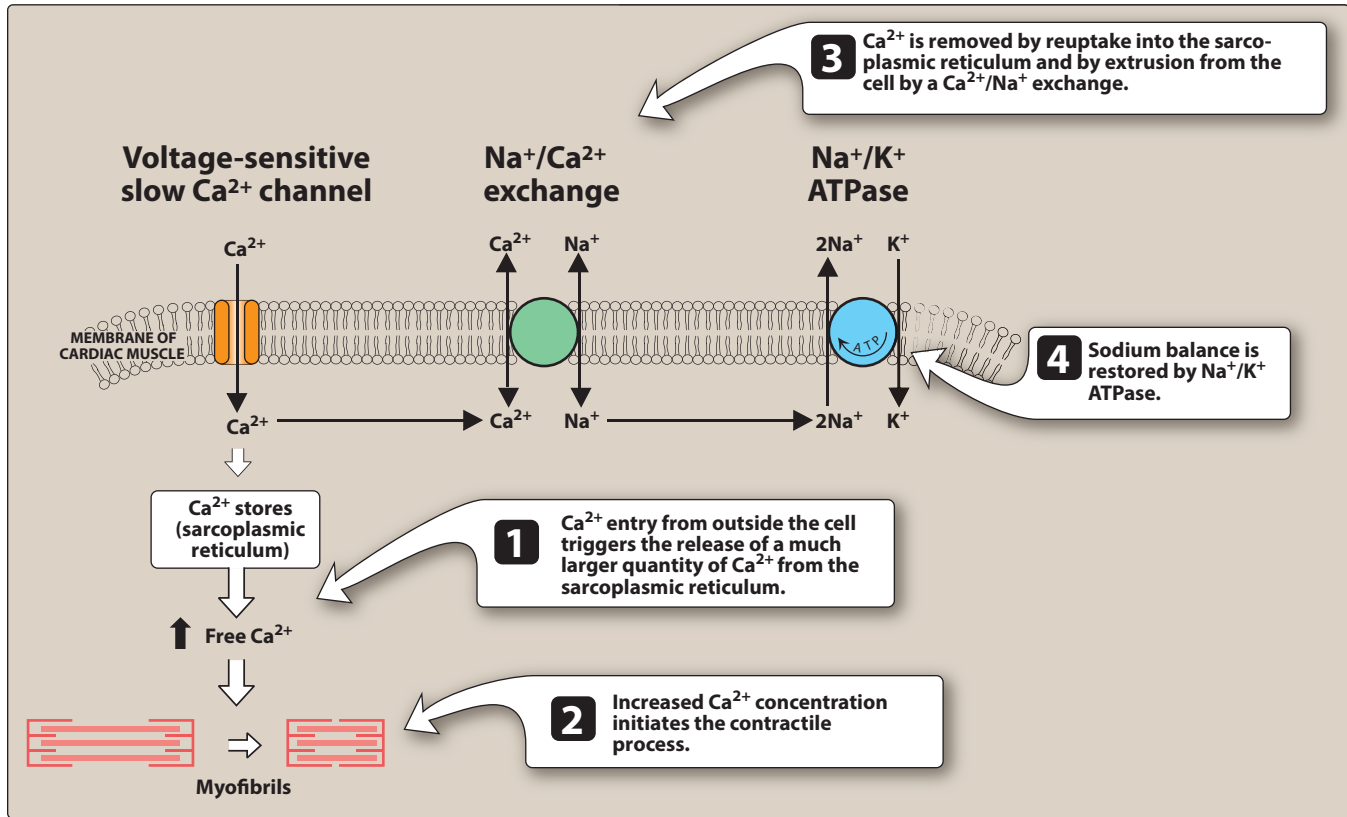 3
Ca²⁺ is removed by reuptake into the sarco-
plasmic reticulum and by extrusion from the
cell by a Ca²⁺/Na⁺ exchange.
Voltage-sensitive
slow Ca²⁺ channel
Na⁺/Ca²⁺
exchange
Na⁺/K⁺
ATPase
Ca²⁺
Ca²⁺ Na⁺
2Na⁺ K⁺
MEMBRANE OF
CARDIAC MUSCLE
ATP
4
Sodium balance is
restored by Na⁺/K⁺
ATPase.
Ca²⁺
Ca²⁺ Na⁺
2Na⁺ K⁺
Ca²⁺ stores
(sarcoplasmic
reticulum)
1
Ca²⁺ entry from outside the cell
triggers the release of a much
larger quantity of Ca²⁺ from the
sarcoplasmic reticulum.
Free Ca²⁺
2
Increased Ca²⁺ concentration
initiates the contractile
process.
Myofibrils